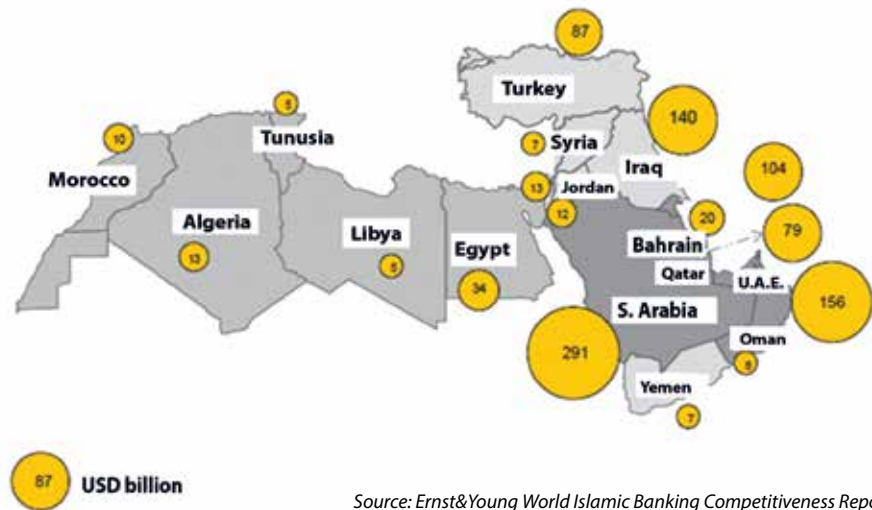 87
Turkey
140
5
10
Tunusia
7
Syria
Iraq
104
Morocco
13
Jordan
12
20
79
Algeria
13
Libya
5
Egypt
34
Bahrain
Qatar
U.A.E.
156
S. Arabia
291
Oman
Yemen
7
87
USD billion
Source: Ernst&Young World Islamic Banking Competitiveness Repo